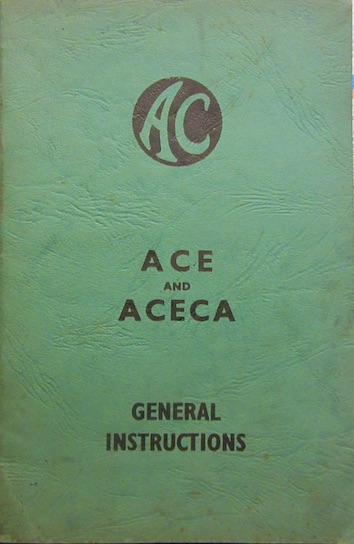 AC
ACE
AND
ACECA
GENERAL
INSTRUCTIONS